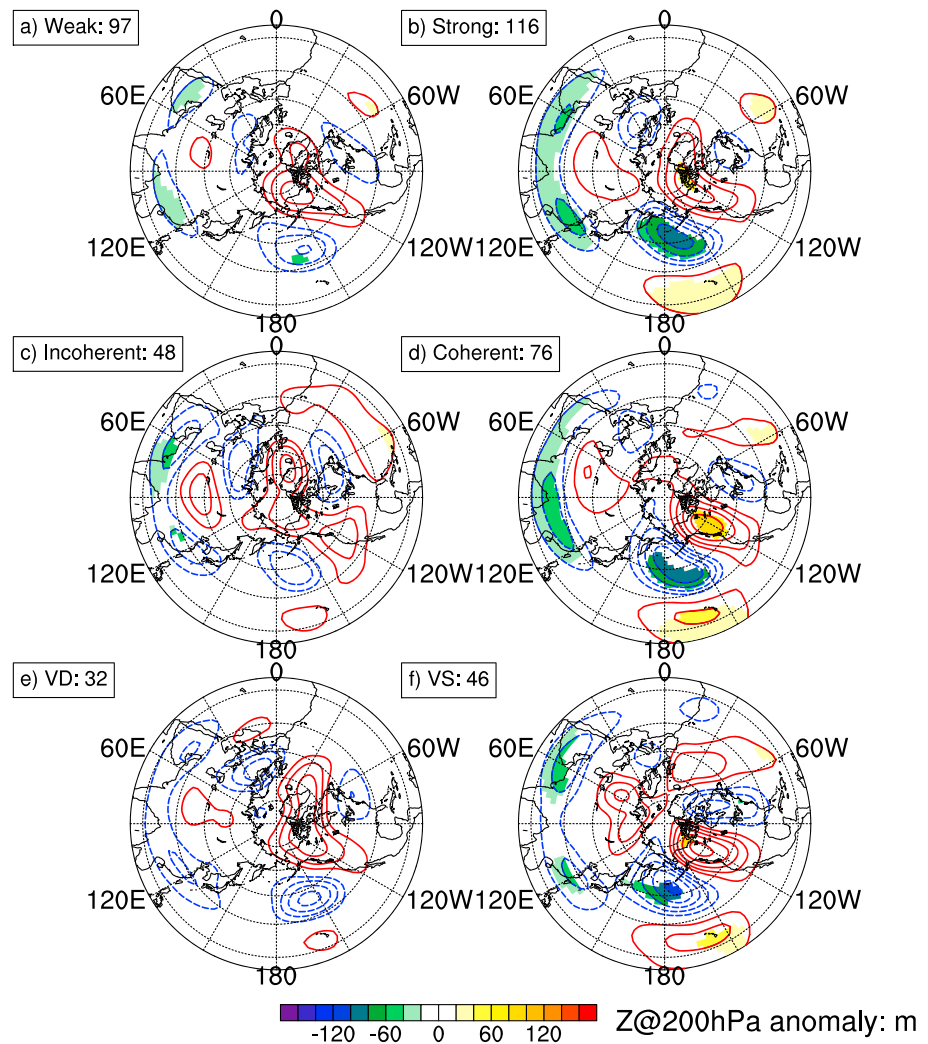 a) Weak: 97
b) Strong: 116
0 0
60E 60W 60E 60W
120E 120W 120E 120W
180 180
c) Incoherent: 48
d) Coherent: 76
0 0
60E 60W 60E 60W
120E 120W 120E 120W
180 180
e) VD: 32
f) VS: 46
0 0
60E 60W 60E 60W
120E 120W 120E 120W
180 180
-120 -60 0 60 120
Z@200hPa anomaly: m